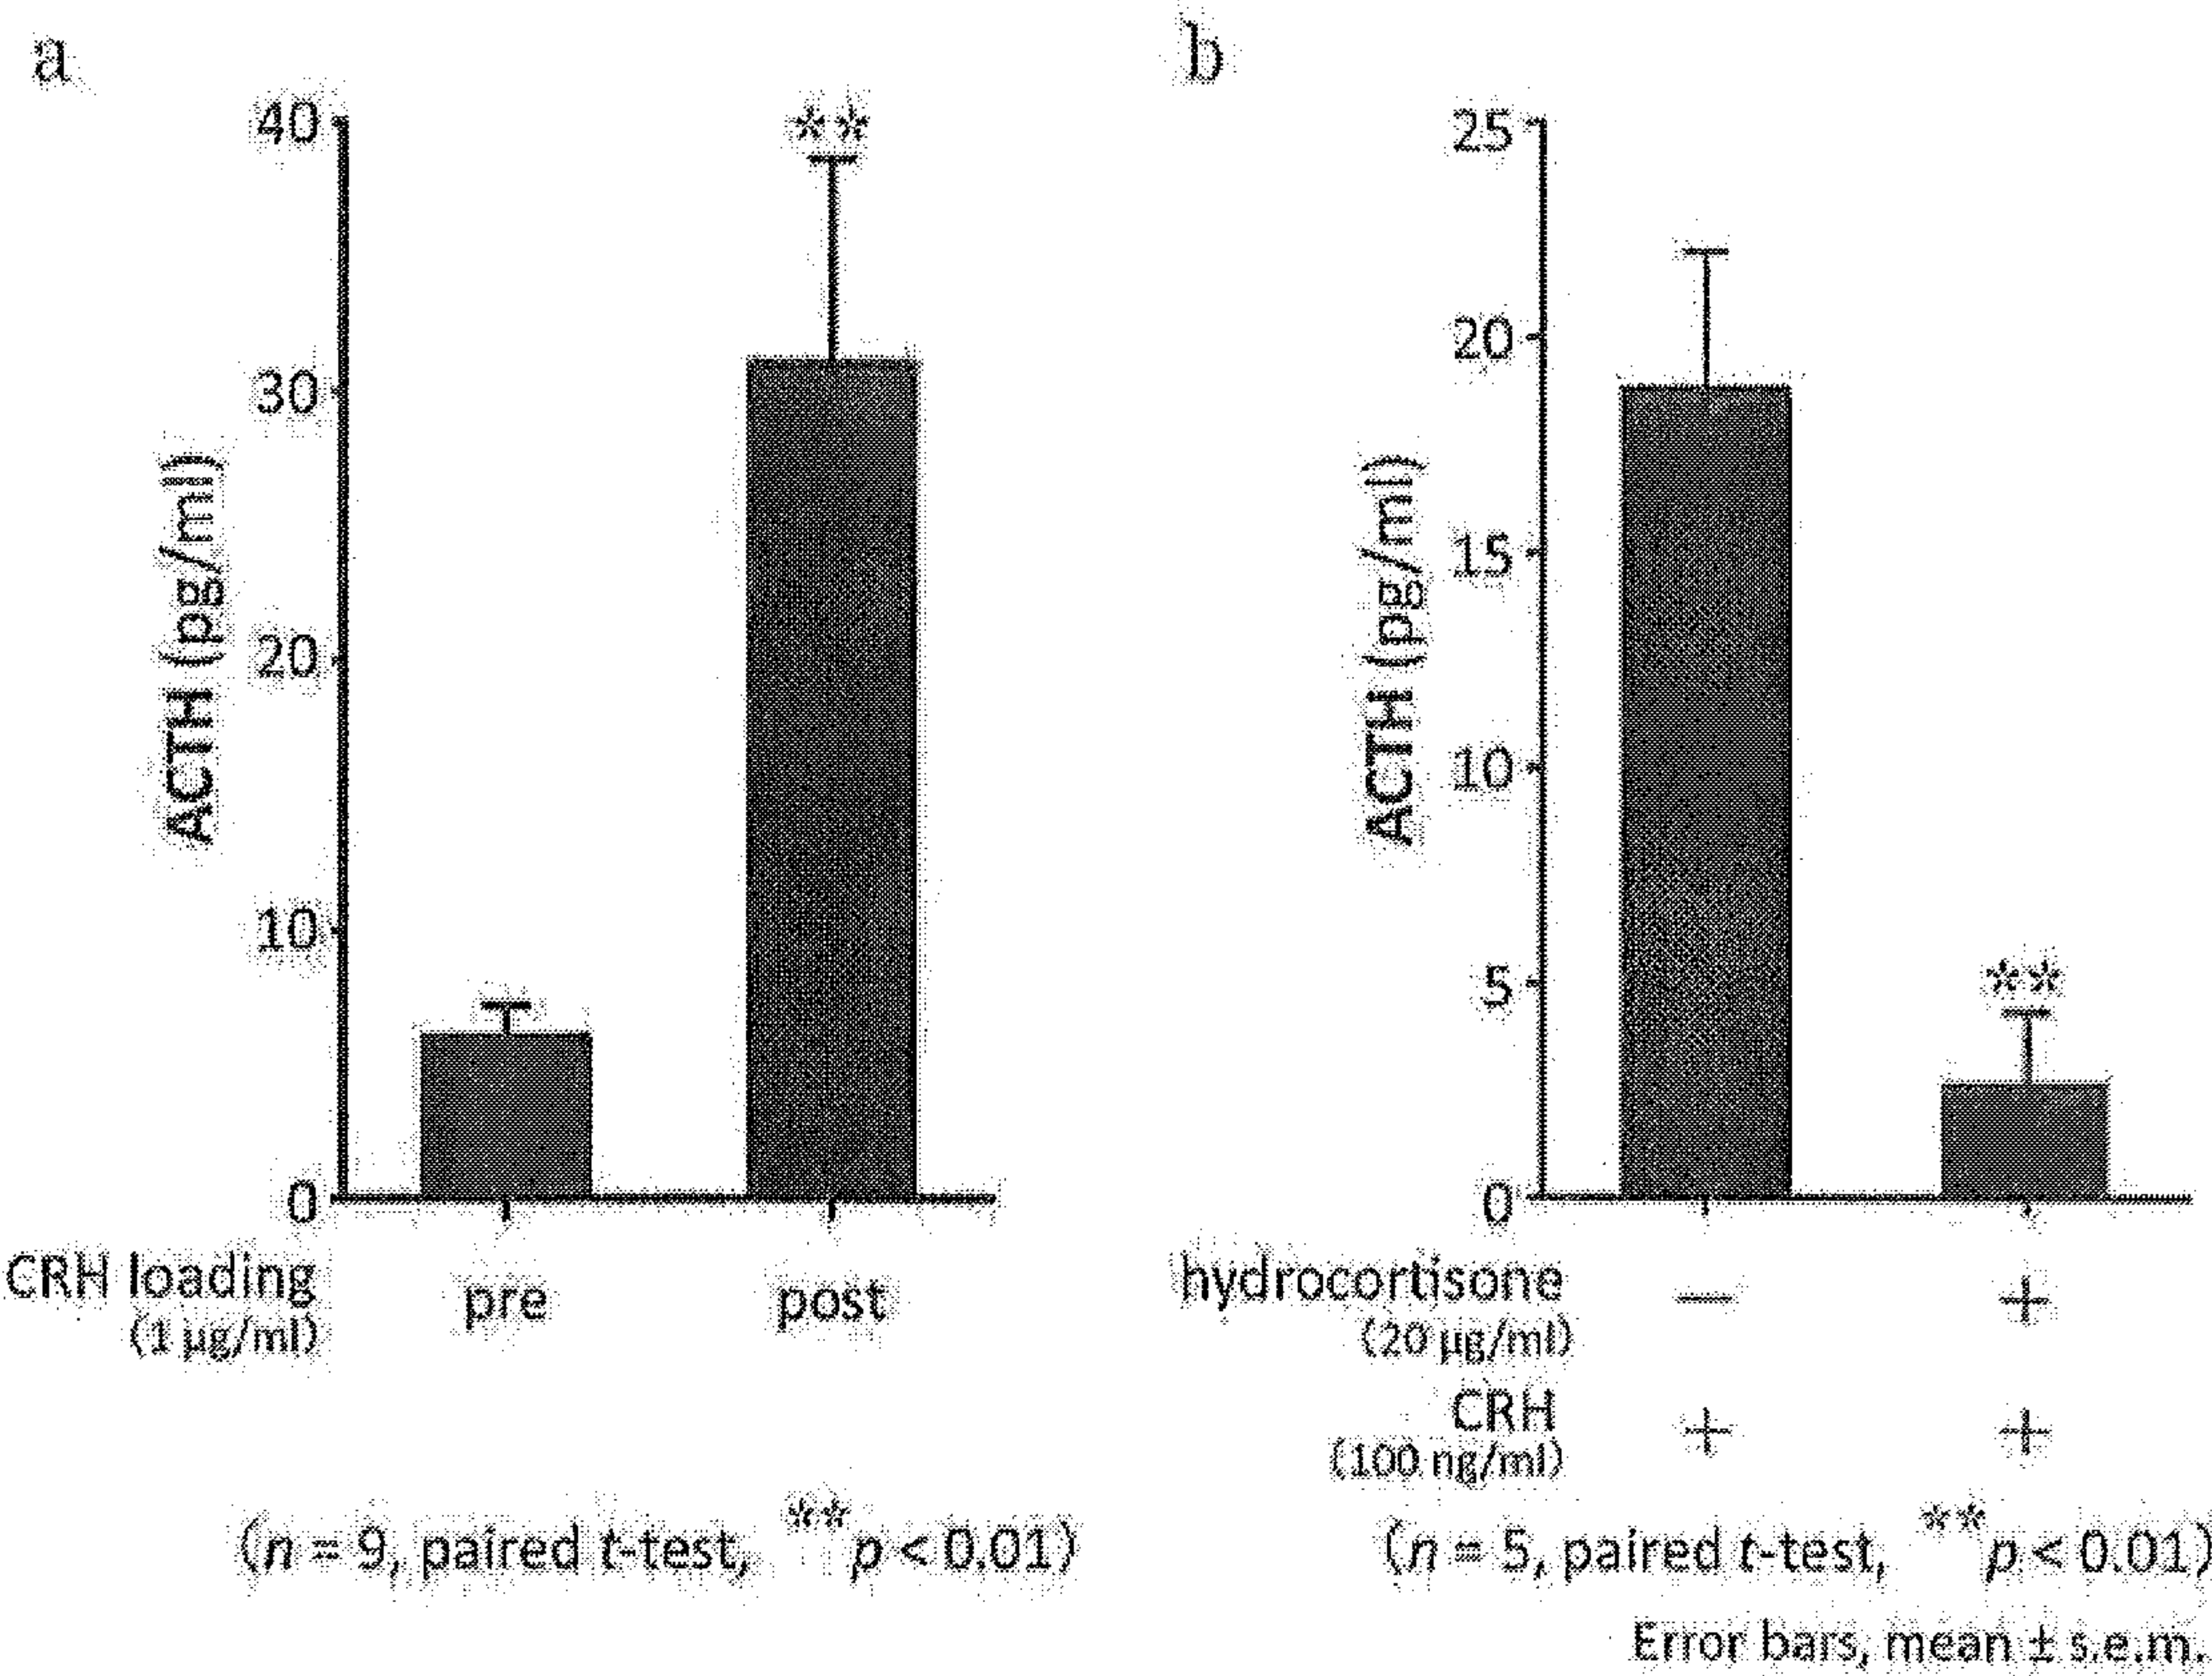 a
40
30
20
10
0
ACTH (pg/ml)
**
CRH loading
(1 μg/ml)
pre
post
(n = 9, paired t-test, **p < 0.01)
b
25
20
15
10
5
0
ACTH (pg/ml)
**
hydrocortisone
(20 μg/ml)
— +
CRH
(100 ng/ml)
+ +
(n = 5, paired t-test, **p < 0.01)
Error bars, mean ± s.e.m.